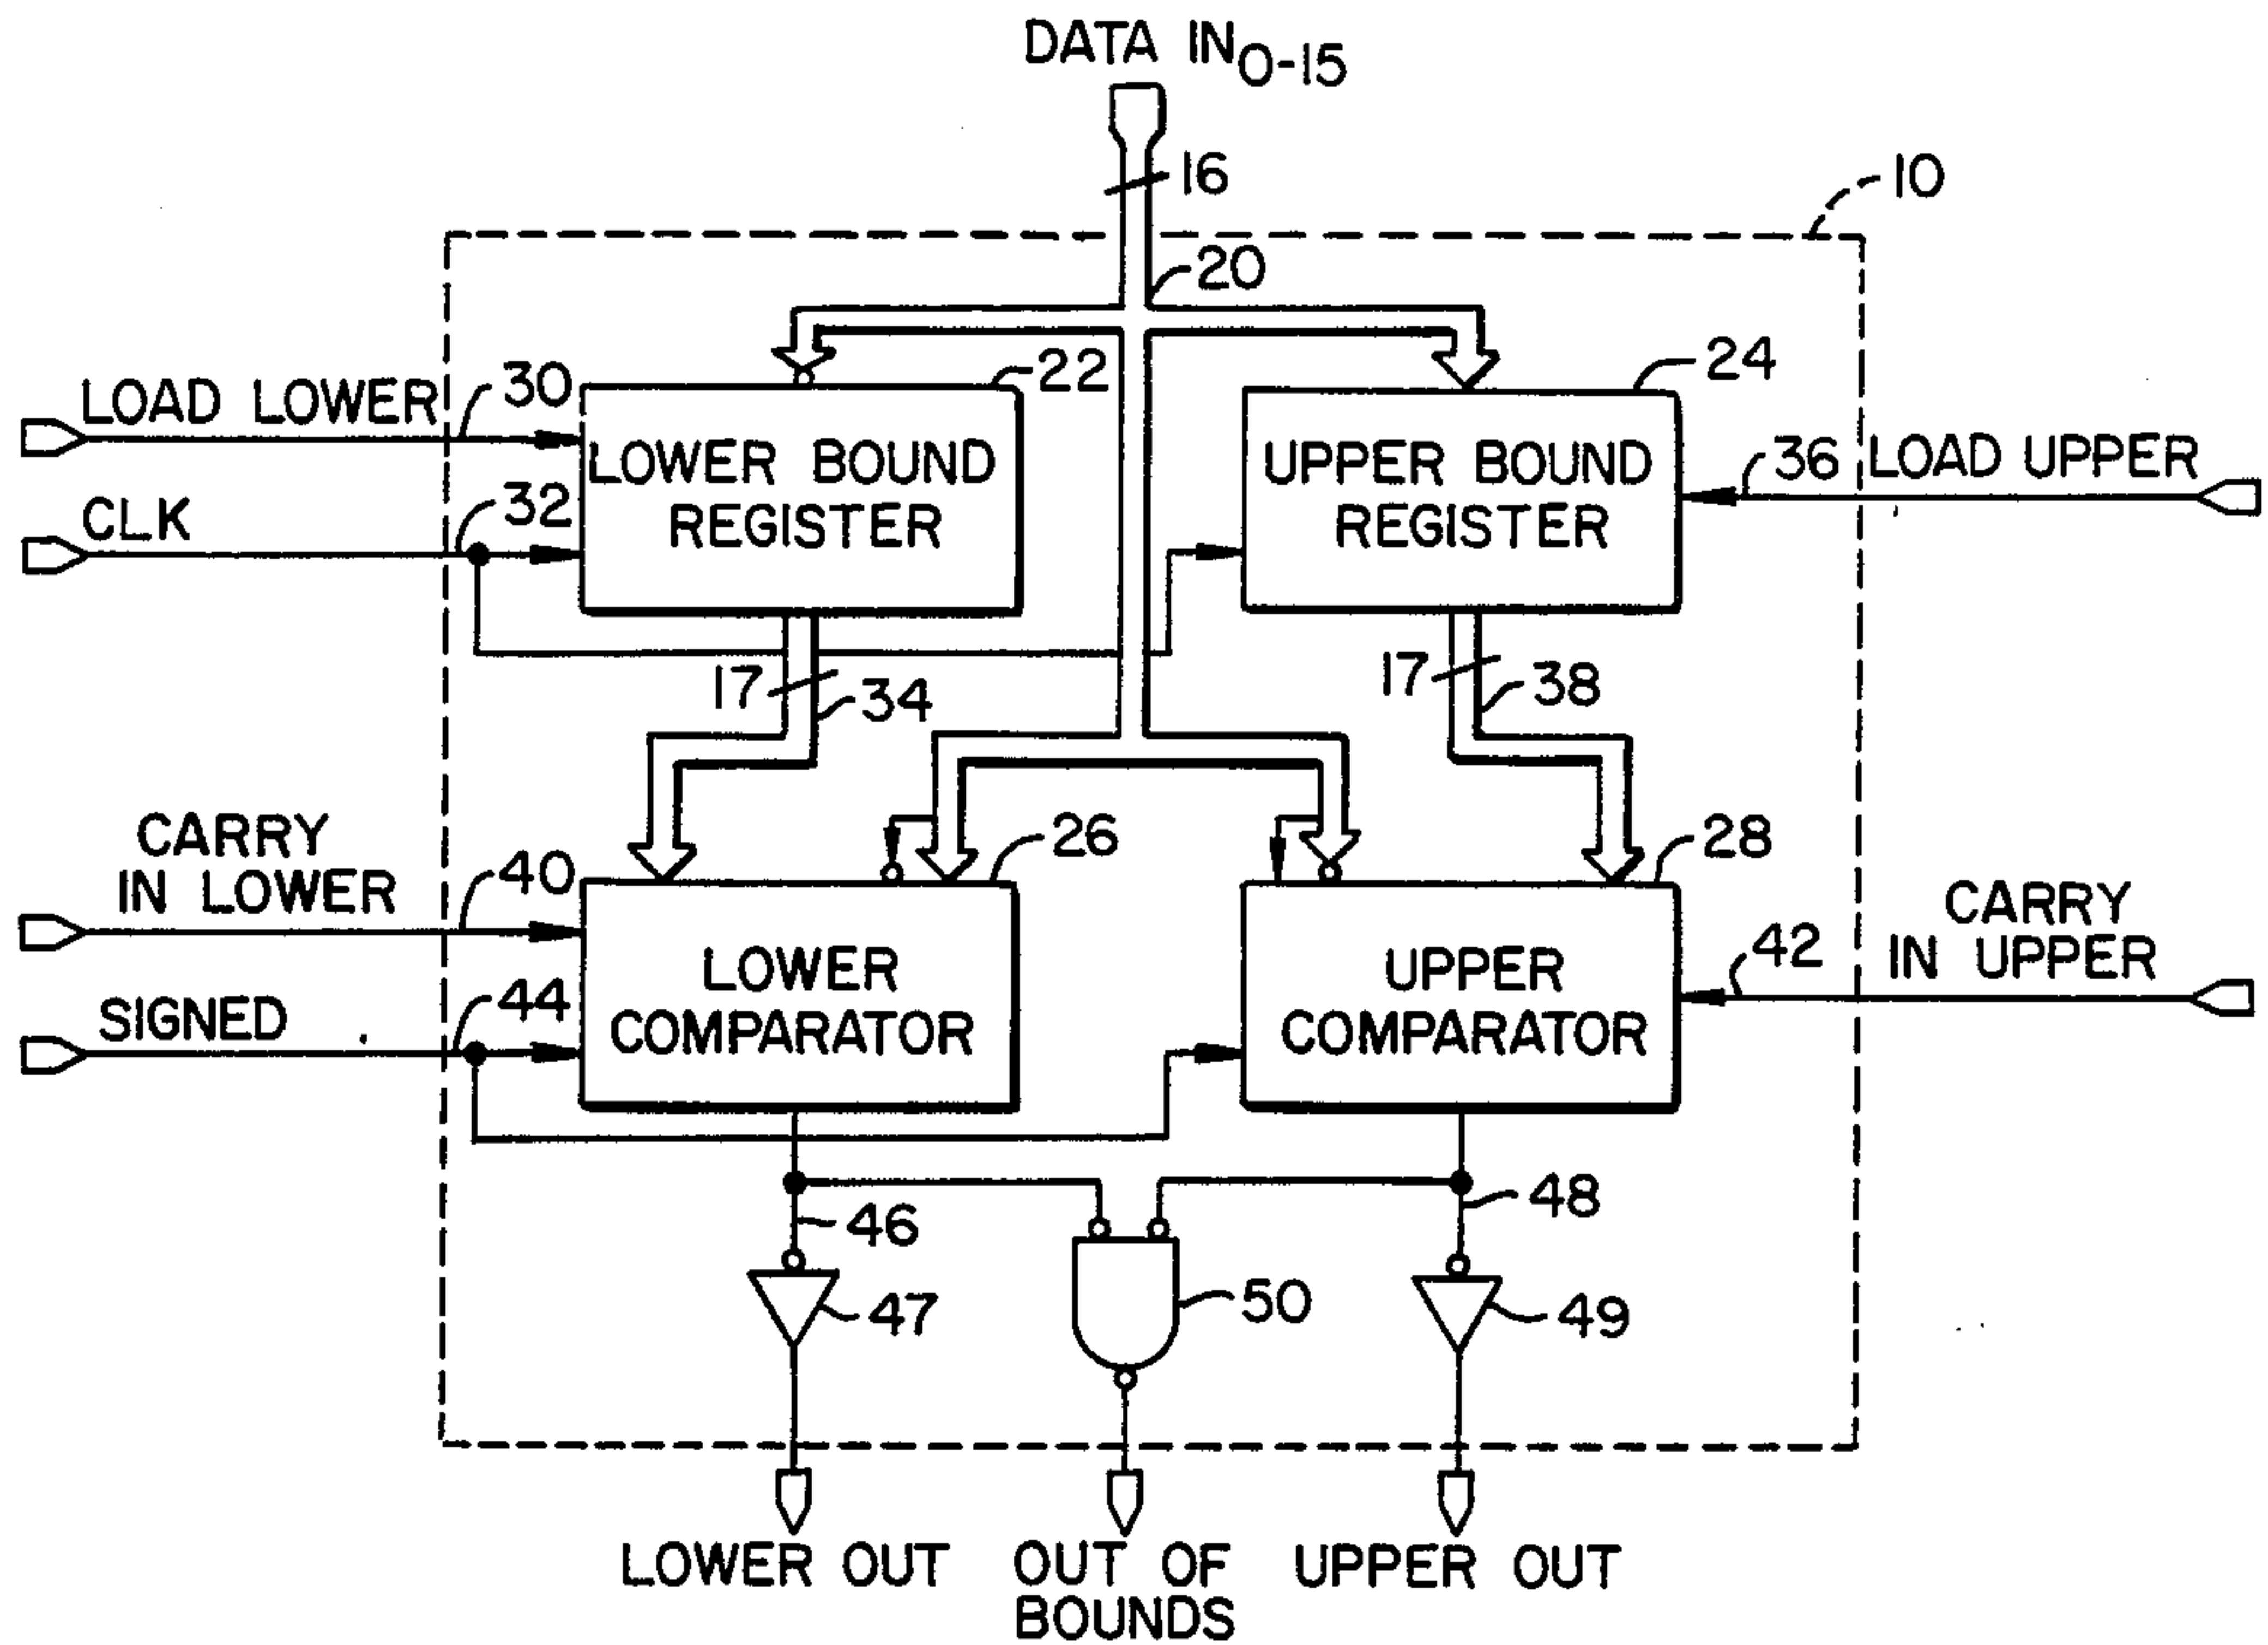 DATA IN0-15
16
10
20
22
24
LOAD LOWER
30
LOWER BOUND
REGISTER
UPPER BOUND
REGISTER
36
LOAD UPPER
CLK
32
17
34
17
38
CARRY
IN LOWER
40
26
28
LOWER
COMPARATOR
UPPER
COMPARATOR
42
CARRY
IN UPPER
SIGNED
44
46
48
47
50
49
LOWER OUT
OUT OF
BOUNDS
UPPER OUT